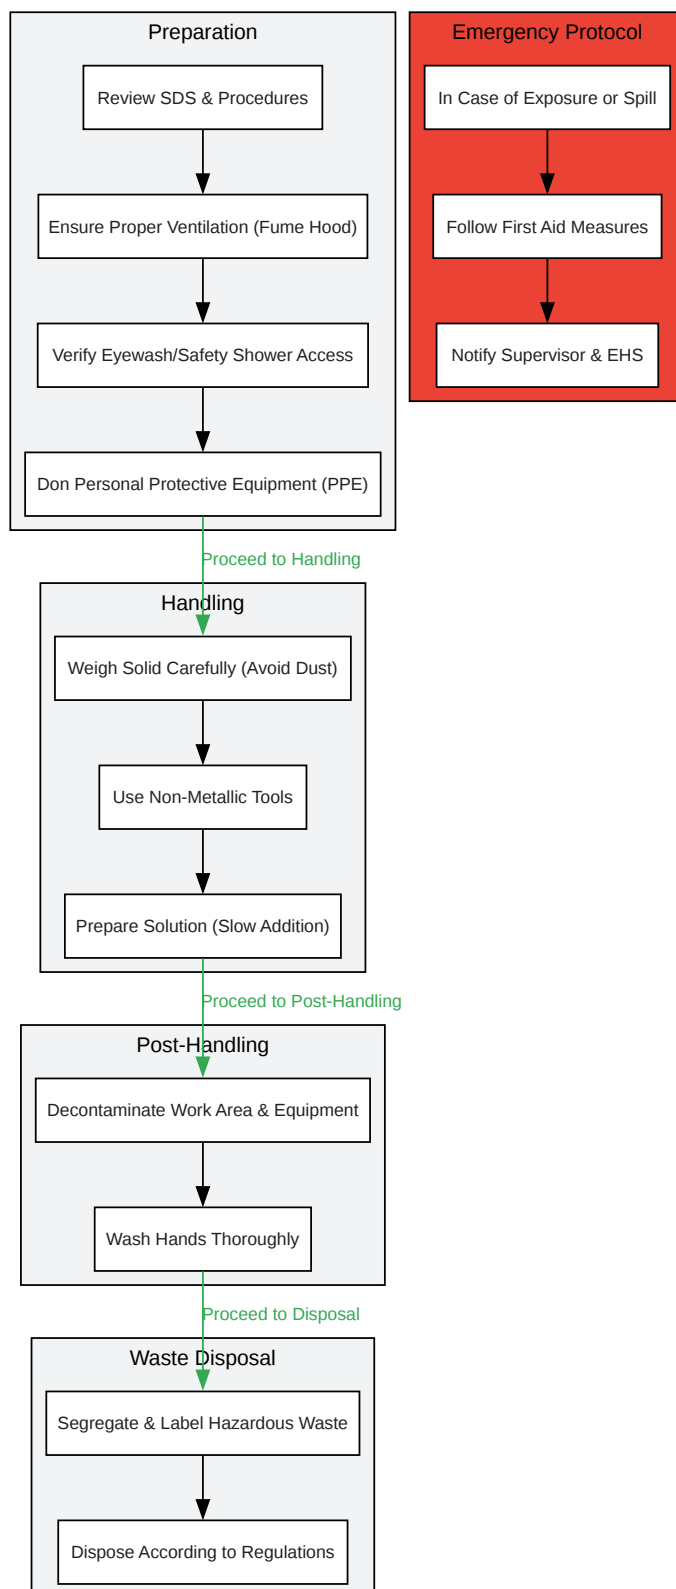 Preparation
Review SDS & Procedures
Ensure Proper Ventilation (Fume Hood)
Verify Eyewash/Safety Shower Access
Don Personal Protective Equipment (PPE)
Proceed to Handling
Handling
Weigh Solid Carefully (Avoid Dust)
Use Non-Metallic Tools
Prepare Solution (Slow Addition)
Proceed to Post-Handling
Post-Handling
Decontaminate Work Area & Equipment
Wash Hands Thoroughly
Proceed to Disposal
Waste Disposal
Segregate & Label Hazardous Waste
Dispose According to Regulations
Emergency Protocol
In Case of Exposure or Spill
Follow First Aid Measures
Notify Supervisor & EHS